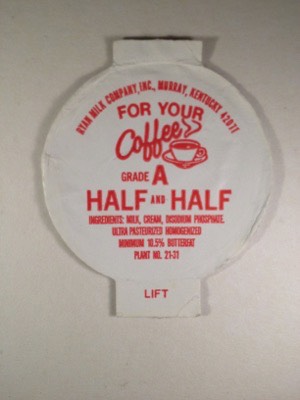 RYAN MILK COMPANY, INC., MURRAY, KENTUCKY 42071
FOR YOUR
Coffee
GRADE A
HALF AND HALF
INGREDIENTS: MILK, CREAM, DISODIUM PHOSPHATE.
ULTRA PASTEURIZED HOMOGENIZED
MINIMUM 10.5% BUTTERFAT
PLANT NO. 21-31
LIFT